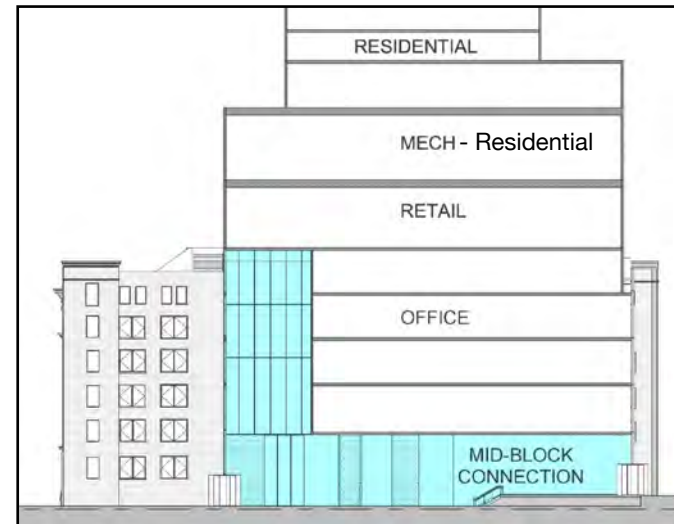 RESIDENTIAL
MECH - Residential
RETAIL
OFFICE
MID-BLOCK
CONNECTION